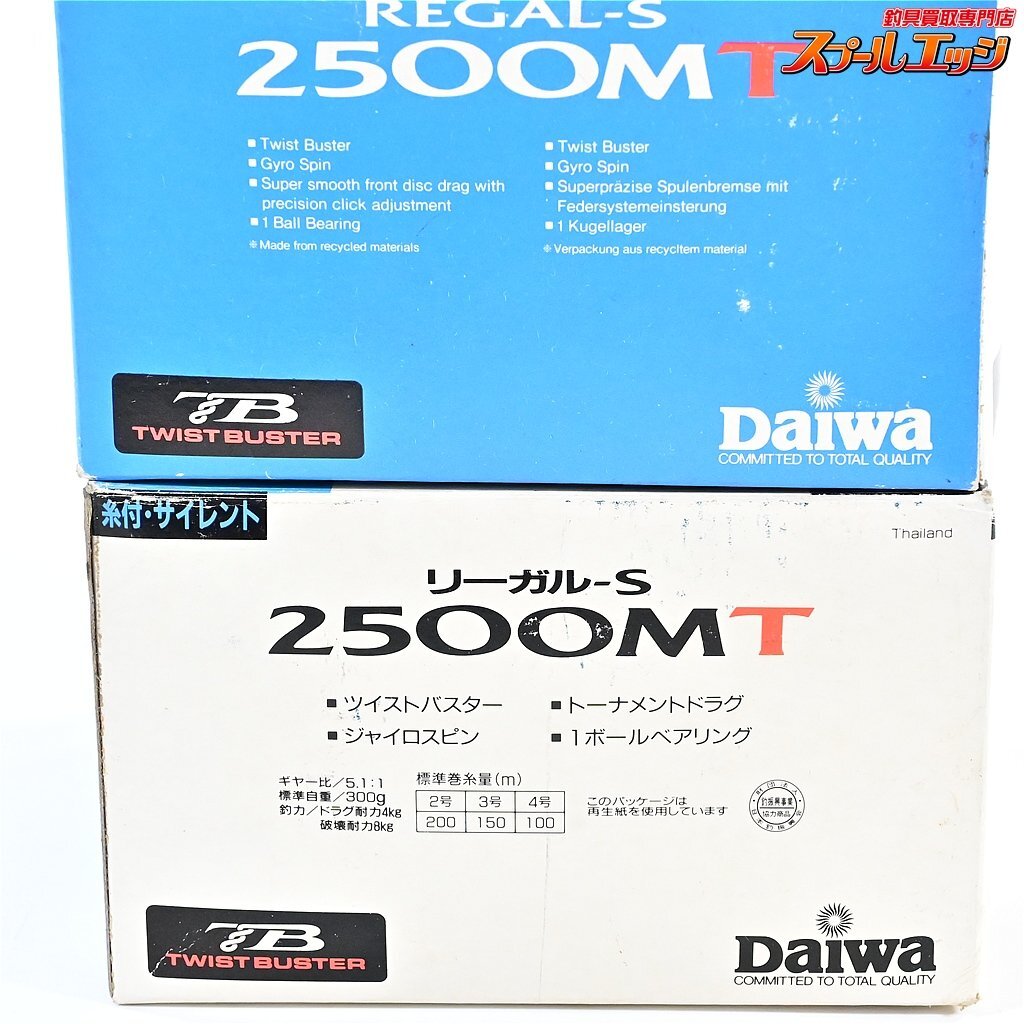 釣具買取専門店
スプールエッジ
REGAL-S
2500MT
■ Twist Buster
■ Gyro Spin
■ Super smooth front disc drag with
precision click adjustment
■ 1 Ball Bearing
※ Made from recycled materials
■ Twist Buster
■ Gyro Spin
■ Superpräzise Spulenbremse mit
Federsystemeinsterung
■ 1 Kugellager
※ Verpackung aus recycltem material
TB
TWIST BUSTER
Daiwa
COMMITTED TO TOTAL QUALITY
糸付・サイレント
Thailand
リーガル-S
2500MT
■ ツイストバスター
■ ジャイロスピン
■ トーナメントドラグ
■ 1ボールベアリング
ギヤー比/5.1:1
標準自重/300g
釣力/ドラグ耐力4kg
破壊耐力8kg
標準巻糸量(m)
2号 3号 4号
200 150 100
このパッケージは
再生紙を使用しています
釣振興事業
協力商品
TB
TWIST BUSTER
Daiwa
COMMITTED TO TOTAL QUALITY